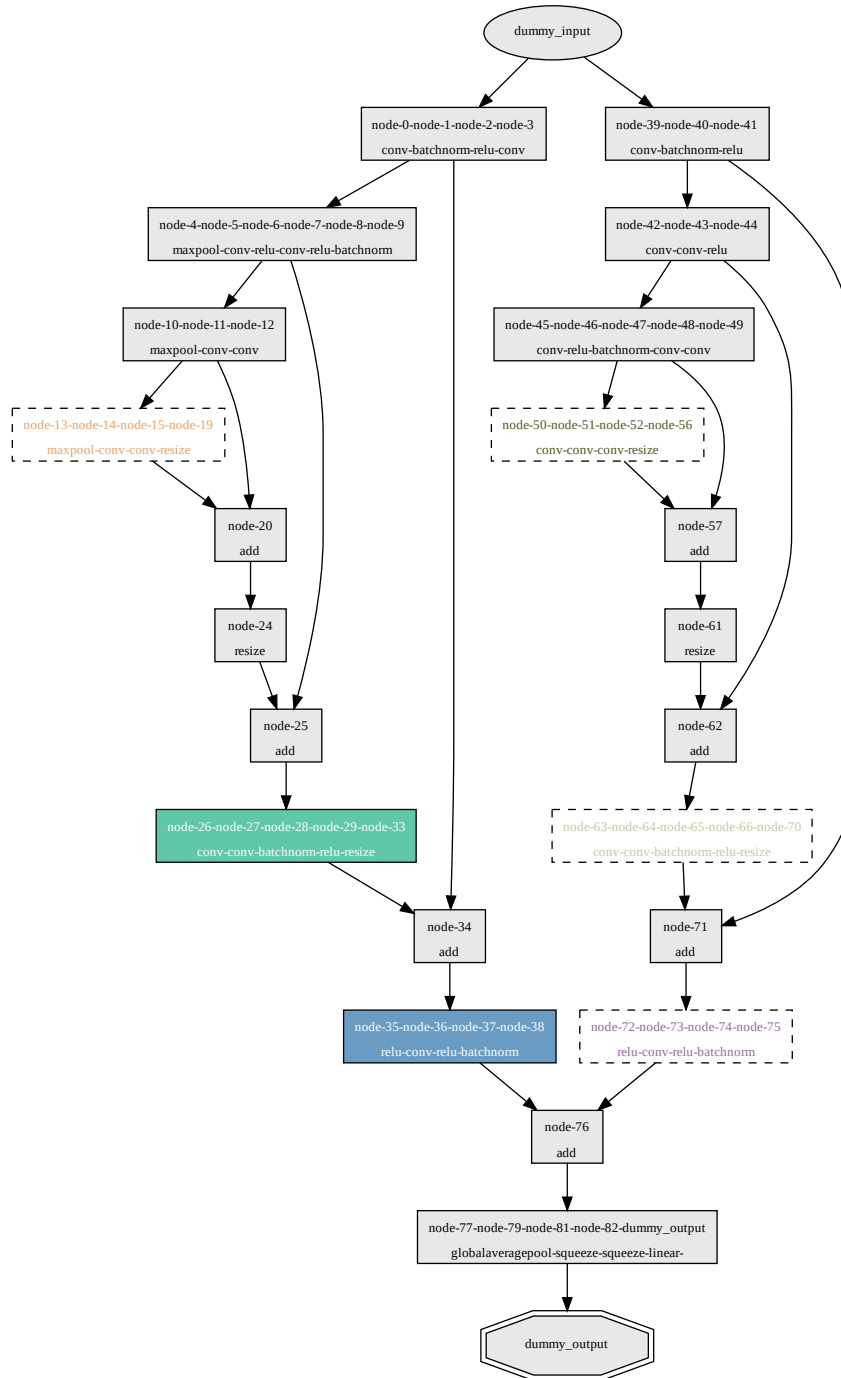 dummy_input
node-0-node-1-node-2-node-3
conv-batchnorm-relu-conv
node-39-node-40-node-41
conv-batchnorm-relu
node-4-node-5-node-6-node-7-node-8-node-9
maxpool-conv-relu-conv-relu-batchnorm
node-42-node-43-node-44
conv-conv-relu
node-10-node-11-node-12
maxpool-conv-conv
node-45-node-46-node-47-node-48-node-49
conv-relu-batchnorm-conv-conv
node-13-node-14-node-15-node-19
maxpool-conv-conv-resize
node-50-node-51-node-52-node-56
conv-conv-conv-resize
node-20
add
node-57
add
node-24
resize
node-61
resize
node-25
add
node-62
add
node-26-node-27-node-28-node-29-node-33
conv-conv-batchnorm-relu-resize
node-63-node-64-node-65-node-66-node-70
conv-conv-batchnorm-relu-resize
node-34
add
node-71
add
node-35-node-36-node-37-node-38
relu-conv-relu-batchnorm
node-72-node-73-node-74-node-75
relu-conv-relu-batchnorm
node-76
add
node-77-node-79-node-81-node-82-dummy_output
globalaveragepool-squeeze-squeeze-linear-
dummy_output